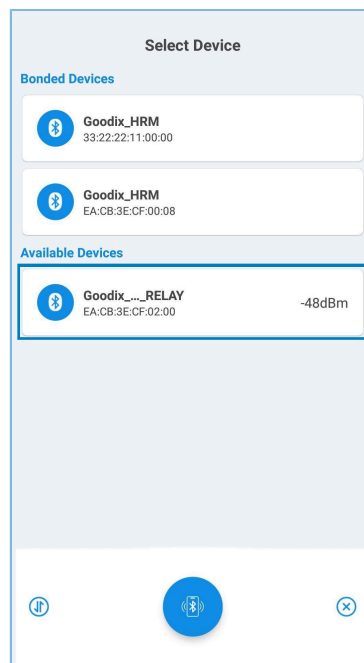 Select Device
Bonded Devices
Goodix_HRM
33:22:22:11:00:00
Goodix_HRM
EA:CB:3E:CF:00:08
Available Devices
Goodix_..._RELAY
-48dBm
EA:CB:3E:CF:02:00